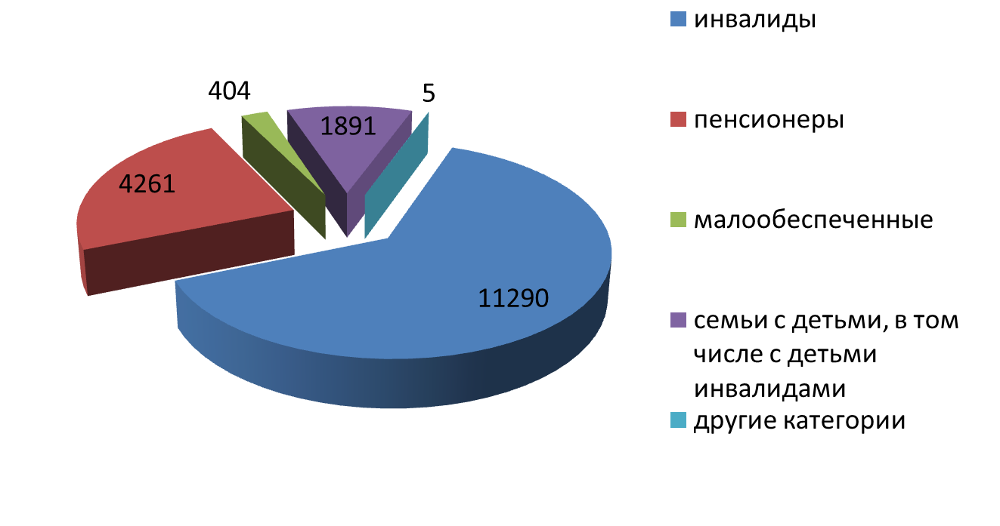 404
1891
5
4261
11290
инвалиды
пенсионеры
малообеспеченные
семьи с детьми, в том
числе с детьми
инвалидами
другие категории